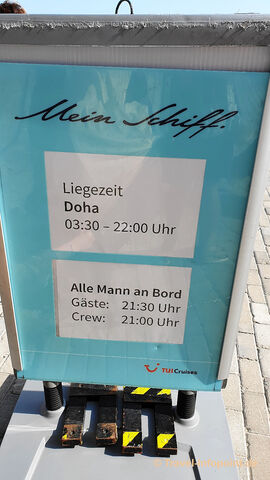 Mein Schiff.
Liegezeit
Doha
03:30 – 22:00 Uhr
Alle Mann an Bord
Gäste: 21:30 Uhr
Crew: 21:00 Uhr
TUI Cruises